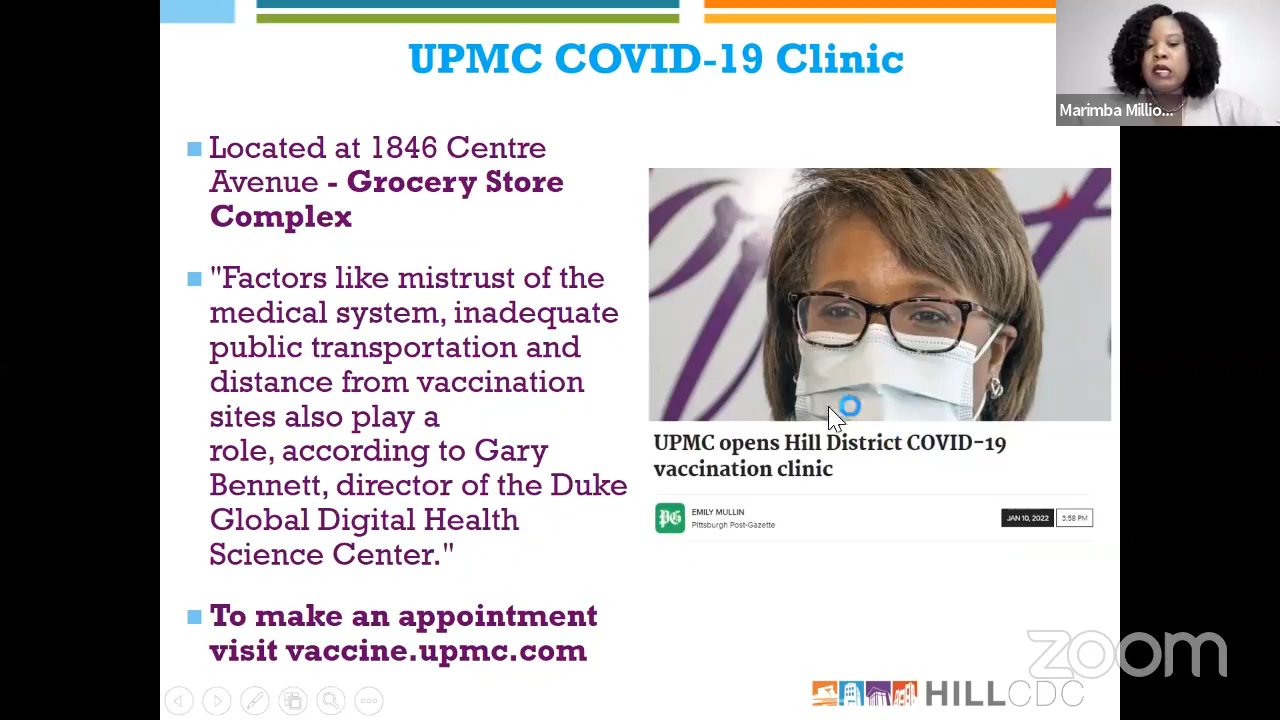 UPMC COVID-19 Clinic
Marimba Millio...
Located at 1846 Centre
Avenue - Grocery Store
Complex
"Factors like mistrust of the
medical system, inadequate
public transportation and
distance from vaccination
sites also play a
role, according to Gary
Bennett, director of the Duke
Global Digital Health
Science Center."
To make an appointment
visit vaccine.upmc.com
UPMC opens Hill District COVID-19
vaccination clinic
PG
EMILY MULLIN
Pittsburgh Post-Gazette
JAN 10, 2022
3:58 PM
zoom
HILLCDC